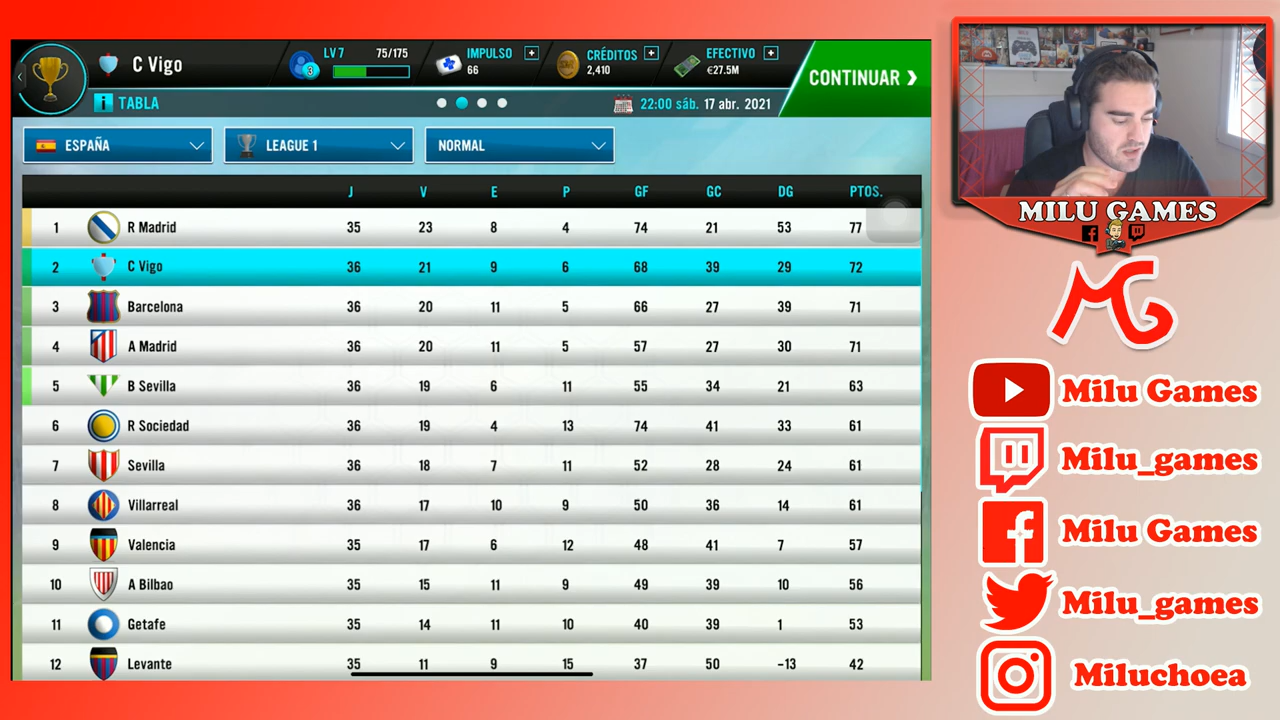 C Vigo
LV 7 75/175
3
IMPULSO
66
CRÉDITOS
2,410
EFECTIVO
€27.5M
CONTINUAR
TABLA
22:00 sáb. 17 abr. 2021
ESPAÑA
LEAGUE 1
NORMAL
J V E P GF GC DG PTOS.
1 R Madrid 35 23 8 4 74 21 53 77
2 C Vigo 36 21 9 6 68 39 29 72
3 Barcelona 36 20 11 5 66 27 39 71
4 A Madrid 36 20 11 5 57 27 30 71
5 B Sevilla 36 19 6 11 55 34 21 63
6 R Sociedad 36 19 4 13 74 41 33 61
7 Sevilla 36 18 7 11 52 28 24 61
8 Villarreal 36 17 10 9 50 36 14 61
9 Valencia 35 17 6 12 48 41 7 57
10 A Bilbao 35 15 11 9 49 39 10 56
11 Getafe 35 14 11 10 40 39 1 53
12 Levante 35 11 9 15 37 50 -13 42
MILU GAMES
Milu Games
Milu_games
Milu Games
Milu_games
Miluchoea